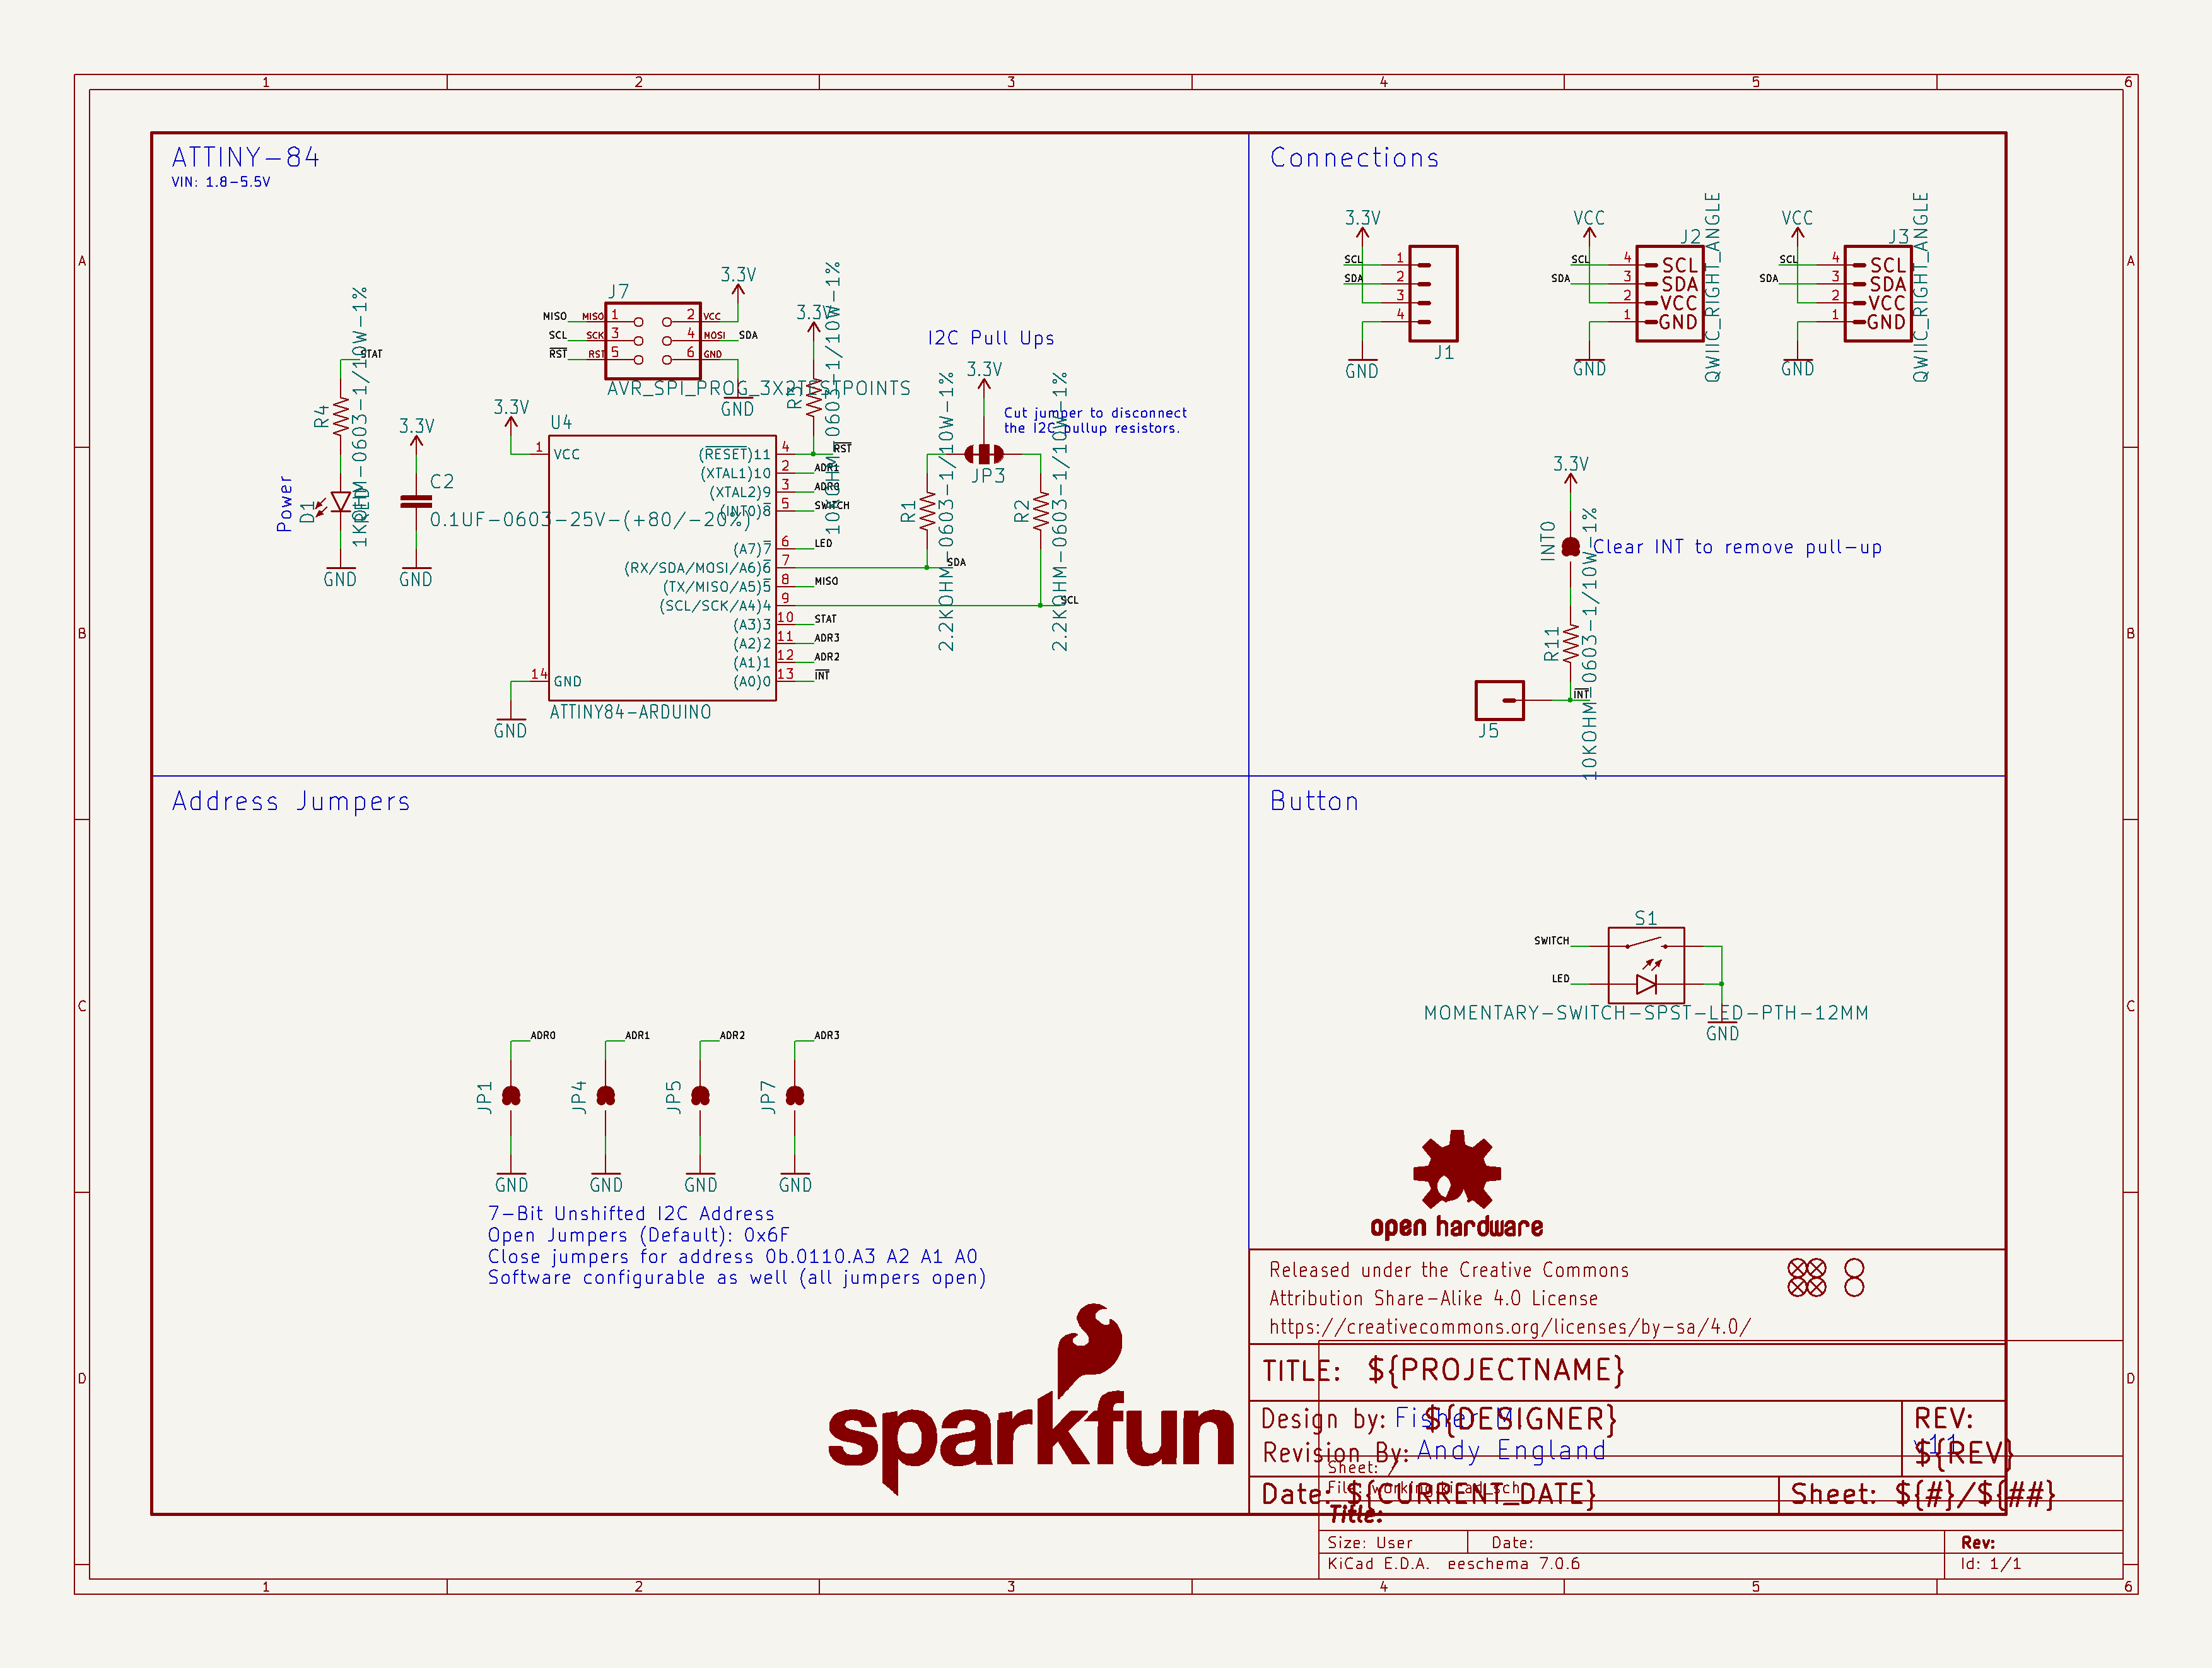 1 2 3 4 5 6
A
B
C
D
A
B
C
D
ATTINY-84
VIN: 1.8-5.5V
Power
STAT
R4
1KOHM-0603-1/10W-1%
D1
RED
GND
3.3V
C2
0.1UF-0603-25V-(+80/-20%)
GND
J7
MISO MISO 1 2 VCC
SCL SCK 3 4 MOSI SDA
RST RST 5 6 GND
AVR_SPI_PROG_3X2TESTPOINTS
3.3V
GND
3.3V
10KOHM-0603-1/10W-1%
3.3V
U4
1 VCC
14 GND
GND
(RESET)11 4 RST
(XTAL1)10 2 ADR1
(XTAL2)9 3 ADR0
(INT0)8 5 SWITCH
(A7)7 6 LED
(RX/SDA/MOSI/A6)6 7 SDA
(TX/MISO/A5)5 8 MISO
(SCL/SCK/A4)4 9 SCL
(A3)3 10 STAT
(A2)2 11 ADR3
(A1)1 12 ADR2
(A0)0 13 INT
ATTINY84-ARDUINO
I2C Pull Ups
3.3V
Cut jumper to disconnect
the I2C pullup resistors.
JP3
R1
2.2KOHM-0603-1/10W-1%
R2
2.2KOHM-0603-1/10W-1%
Connections
3.3V
SCL 1
SDA 2
3
4
J1
GND
VCC
J2
SCL 4 SCL
SDA 3 SDA
2 VCC
1 GND
QWIIC_RIGHT_ANGLE
GND
VCC
J3
SCL 4 SCL
SDA 3 SDA
2 VCC
1 GND
QWIIC_RIGHT_ANGLE
GND
3.3V
INT0
Clear INT to remove pull-up
R11
10KOHM-0603-1/10W-1%
INT
J5
Address Jumpers
ADR0 ADR1 ADR2 ADR3
JP1 JP4 JP5 JP7
GND GND GND GND
7-Bit Unshifted I2C Address
Open Jumpers (Default): 0x6F
Close jumpers for address 0b.0110.A3 A2 A1 A0
Software configurable as well (all jumpers open)
Button
S1
SWITCH
LED
MOMENTARY-SWITCH-SPST-LED-PTH-12MM
GND
open hardware
sparkfun
Released under the Creative Commons
Attribution Share-Alike 4.0 License
https://creativecommons.org/licenses/by-sa/4.0/
TITLE: ${PROJECTNAME}
Design by: Fisher M ${DESIGNER}
REV:
${REV}
Revision By: Andy England
Sheet: /
File: working.kicad_sch
Date: ${CURRENT_DATE}
Sheet: ${#}/${##}
Title:
Size: User Date: Rev:
KiCad E.D.A. eeschema 7.0.6 Id: 1/1
1 2 3 4 5 6